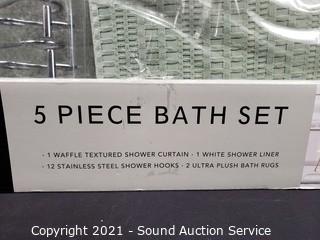 5 PIECE BATH SET
· 1 WAFFLE TEXTURED SHOWER CURTAIN · 1 WHITE SHOWER LINER
· 12 STAINLESS STEEL SHOWER HOOKS · 2 ULTRA PLUSH BATH RUGS
Copyright 2021 - Sound Auction Service